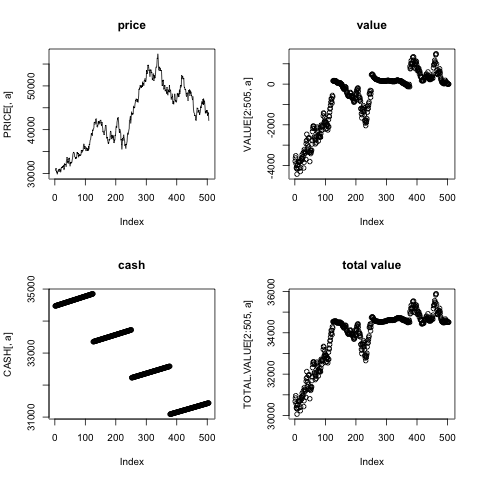 price
PRICE[, a]
30000 40000 50000
0 100 200 300 400 500
Index
value
VALUE[2:505, a]
-4000 -2000 0
0 100 200 300 400 500
Index
cash
CASH[, a]
31000 33000 35000
0 100 200 300 400 500
Index
total value
TOTAL.VALUE[2:505, a]
30000 32000 34000 36000
0 100 200 300 400 500
Index